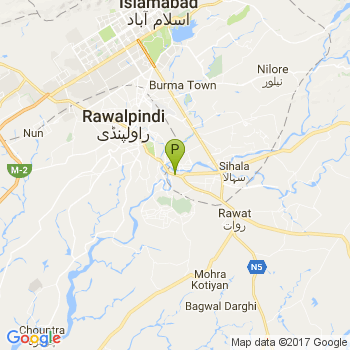 Islamabad
اسلام آباد
Nilore
نیلور
Burma Town
Rawalpindi
راولپنڈی
Nun
P
Sihala
سہالا
M-2
Rawat
روات
N5
Mohra
Kotiyan
Bagwal Darghi
Chountra
Google
Map data ©2017 Google